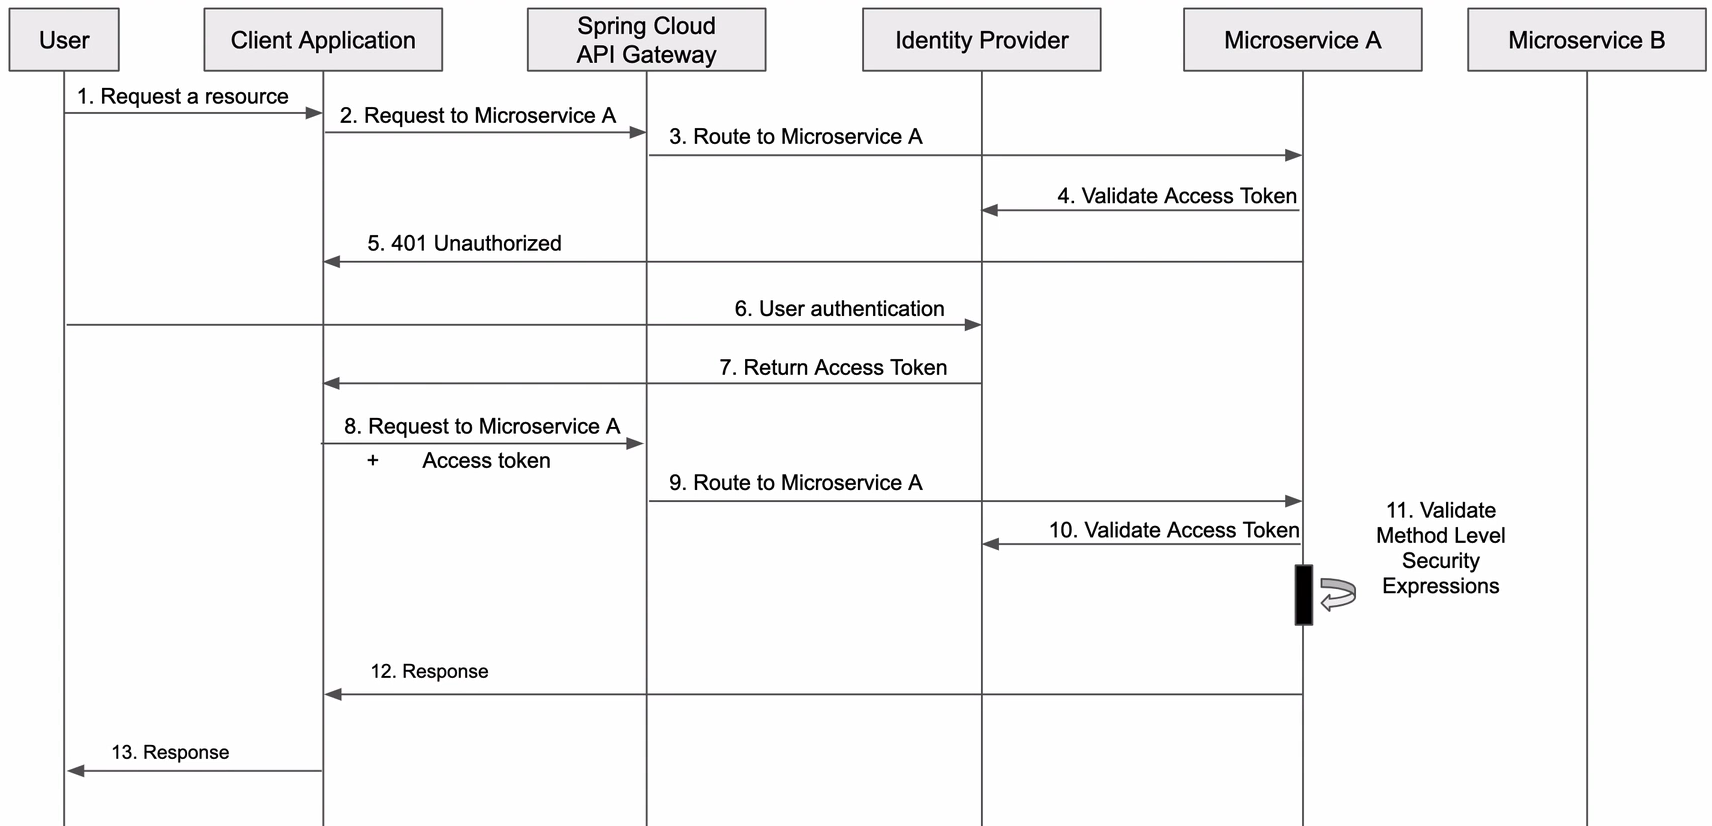 User
Client Application
Spring Cloud
API Gateway
Identity Provider
Microservice A
Microservice B
1. Request a resource
2. Request to Microservice A
3. Route to Microservice A
4. Validate Access Token
5. 401 Unauthorized
6. User authentication
7. Return Access Token
8. Request to Microservice A
+ Access token
9. Route to Microservice A
10. Validate Access Token
11. Validate
Method Level
Security
Expressions
12. Response
13. Response